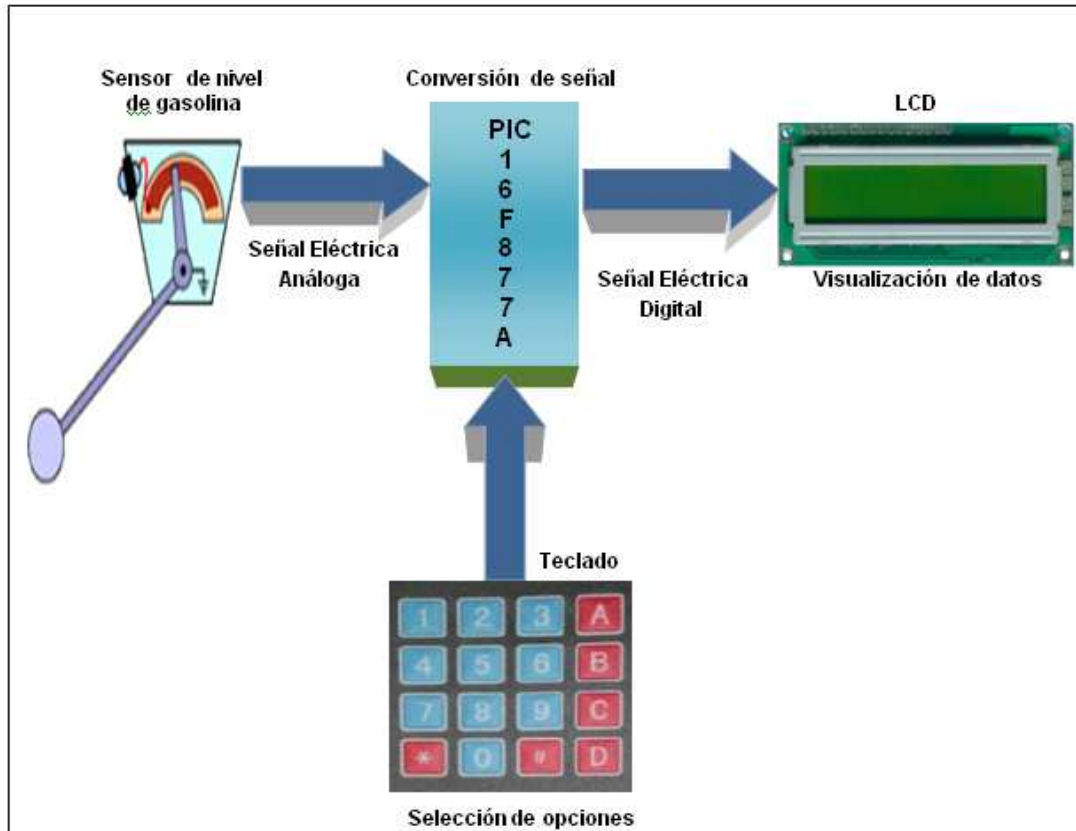 Sensor de nivel
de gasolina
Conversión de señal
LCD
PIC
1
6
F
8
7
7
A
Señal Eléctrica
Análoga
Señal Eléctrica
Digital
Visualización de datos
Teclado
1 2 3 A
4 5 6 B
7 8 9 C
* 0 # D
Selección de opciones